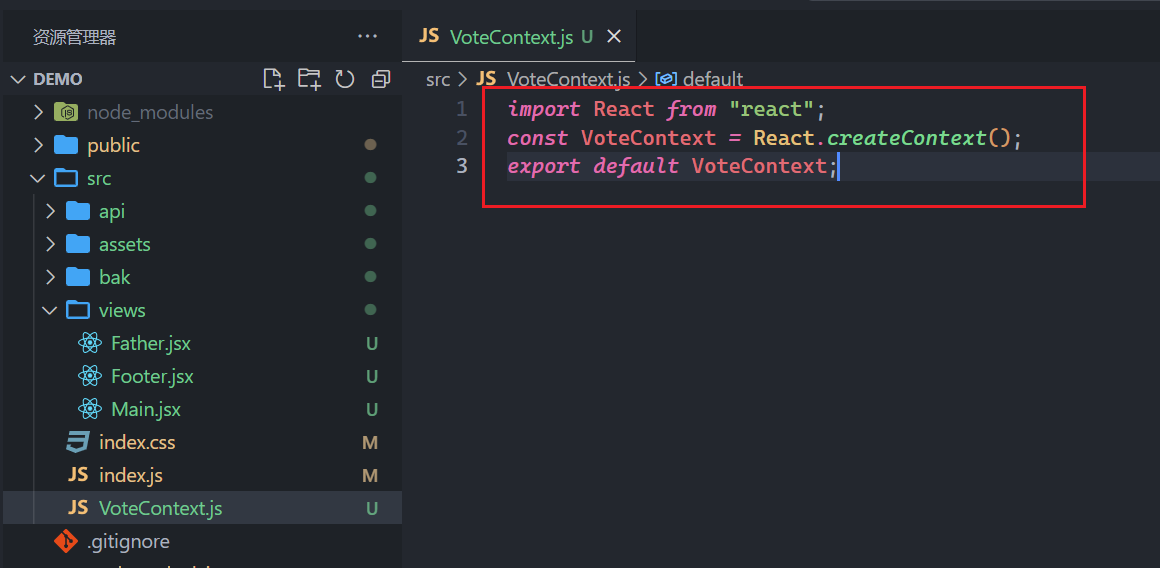 资源管理器
···
JS VoteContext.js U ×
DEMO
src > JS VoteContext.js > default
node_modules
public
src
api
assets
bak
views
Father.jsx U
Footer.jsx U
Main.jsx U
index.css M
JS index.js M
JS VoteContext.js U
.gitignore
1 import React from "react";
2 const VoteContext = React.createContext();
3 export default VoteContext;